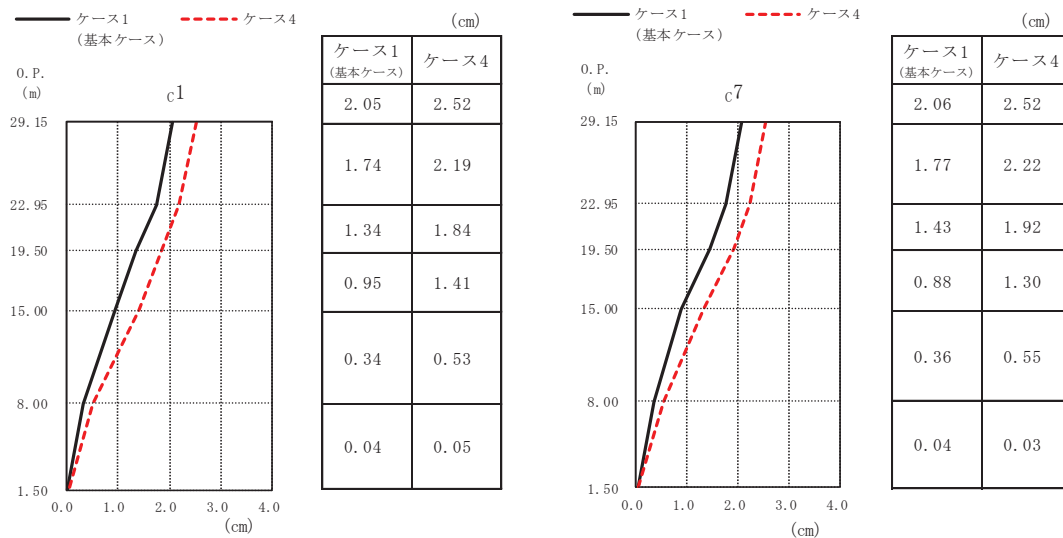 ケース1 ケース4
(基本ケース)
(cm)
O.P.
(m)
C1
29.15
22.95
19.50
15.00
8.00
1.50
0.0 1.0 2.0 3.0 4.0
(cm)
ケース1 ケース4
(基本ケース)
2.05 2.52
1.74 2.19
1.34 1.84
0.95 1.41
0.34 0.53
0.04 0.05
ケース1 ケース4
(基本ケース)
(cm)
O.P.
(m)
C7
29.15
22.95
19.50
15.00
8.00
1.50
0.0 1.0 2.0 3.0 4.0
(cm)
ケース1 ケース4
(基本ケース)
2.06 2.52
1.77 2.22
1.43 1.92
0.88 1.30
0.36 0.55
0.04 0.03